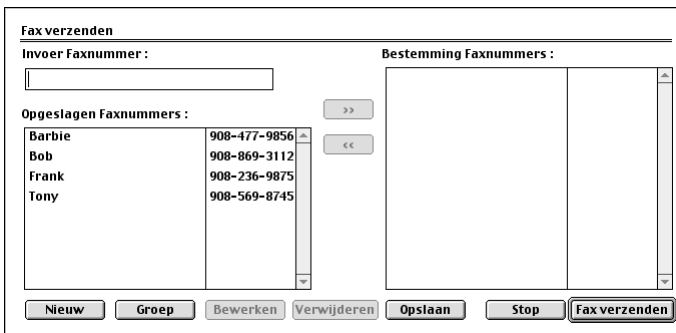 Fax verzenden
Invoer Faxnummer :
Bestemming Faxnummers :
Opgeslagen Faxnummers :
>>
<<
Barbie 908-477-9856
Bob 908-869-3112
Frank 908-236-9875
Tony 908-569-8745
Nieuw Groep Bewerken Verwijderen Opslaan Stop Fax verzenden